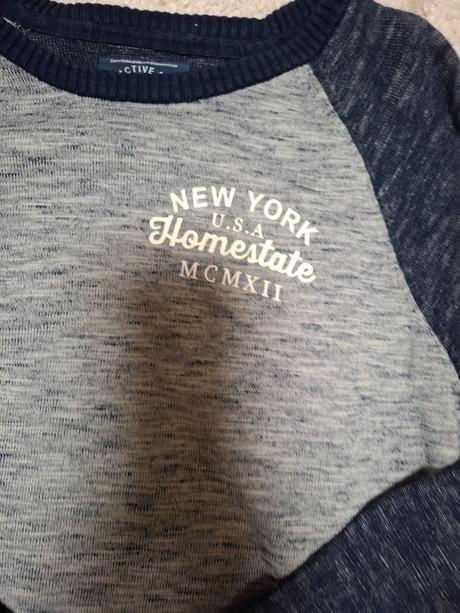 CTIVE
NEW YORK
U.S.A
Homestate
MCMXII